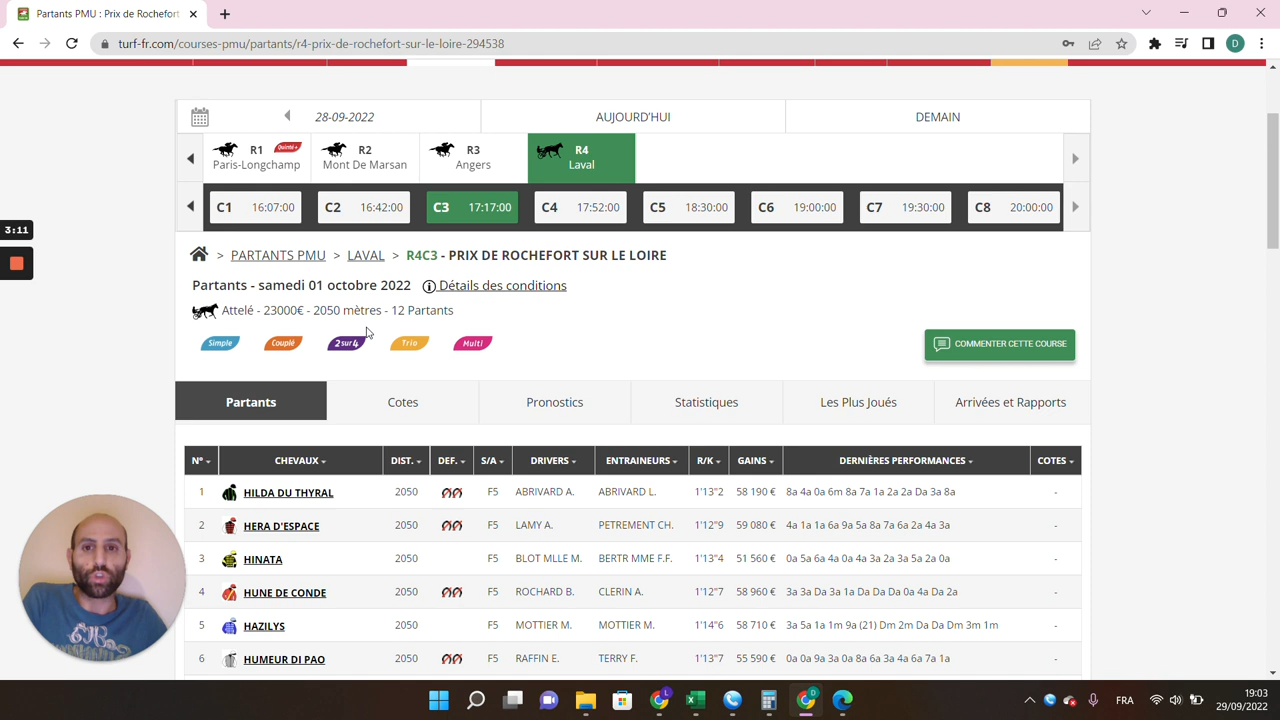 Partants PMU : Prix de Rochefort
turf-fr.com/courses-pmu/partants/r4-prix-de-rochefort-sur-le-loire-294538
D
28-09-2022 AUJOURD'HUI DEMAIN
R1 Paris-Longchamp Quinté+
R2 Mont De Marsan
R3 Angers
R4 Laval
C1 16:07:00 C2 16:42:00 C3 17:17:00 C4 17:52:00 C5 18:30:00 C6 19:00:00 C7 19:30:00 C8 20:00:00
3:11
> PARTANTS PMU > LAVAL > R4C3 - PRIX DE ROCHEFORT SUR LE LOIRE
Partants - samedi 01 octobre 2022 Détails des conditions
Attelé - 23000€ - 2050 mètres - 12 Partants
Simple Couplé 2 sur 4 Trio Multi
COMMENTER CETTE COURSE
Partants Cotes Pronostics Statistiques Les Plus Joués Arrivées et Rapports
N° CHEVAUX DIST. DEF. S/A DRIVERS ENTRAINEURS R/K GAINS DERNIÈRES PERFORMANCES COTES
1 HILDA DU THYRAL 2050 F5 ABRIVARD A. ABRIVARD L. 1'13"2 58 190 € 8a 4a 0a 6m 8a 7a 1a 2a 2a Da 3a 8a -
2 HERA D'ESPACE 2050 F5 LAMY A. PETREMENT CH. 1'12"9 59 080 € 4a 1a 1a 6a 9a 5a 8a 7a 6a 2a 4a 3a -
3 HINATA 2050 F5 BLOT MLLE M. BERTR MME F.F. 1'13"4 51 560 € 0a 5a 6a 4a 0a 4a 3a 2a 3a 5a 2a 0a -
4 HUNE DE CONDE 2050 F5 ROCHARD B. CLERIN A. 1'12"7 58 960 € 3a 3a Da 3a 1a Da Da Da 0a 4a Da 2a -
5 HAZILYS 2050 F5 MOTTIER M. MOTTIER M. 1'14"6 58 710 € 3a 5a 1a 1m 9a (21) Dm 2m Da Da Dm 3m 1m -
6 HUMEUR DI PAO 2050 F5 RAFFIN E. TERRY F. 1'13"7 55 590 € 0a 0a 9a 3a 0a 8a 6a 3a 4a 6a 7a 1a -
FRA
19:03
29/09/2022